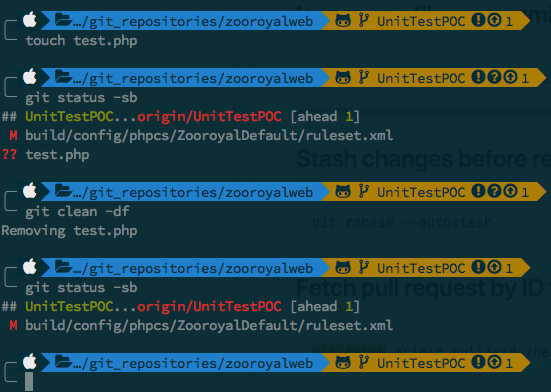 …/git_repositories/zooroyalweb UnitTestPOC 1
touch test.php
…/git_repositories/zooroyalweb UnitTestPOC 1
git status -sb
## UnitTestPOC...origin/UnitTestPOC [ahead 1]
M build/config/phpcs/ZooroyalDefault/ruleset.xml
?? test.php
Stash changes before re
…/git_repositories/zooroyalweb UnitTestPOC 1
git clean -df
git rebase --autostash
Removing test.php
…/git_repositories/zooroyalweb UnitTestPOC 1
git status -sb
Fetch pull request by ID
## UnitTestPOC...origin/UnitTestPOC [ahead 1]
M build/config/phpcs/ZooroyalDefault/ruleset.xml
…/git_repositories/zooroyalweb UnitTestPOC 1